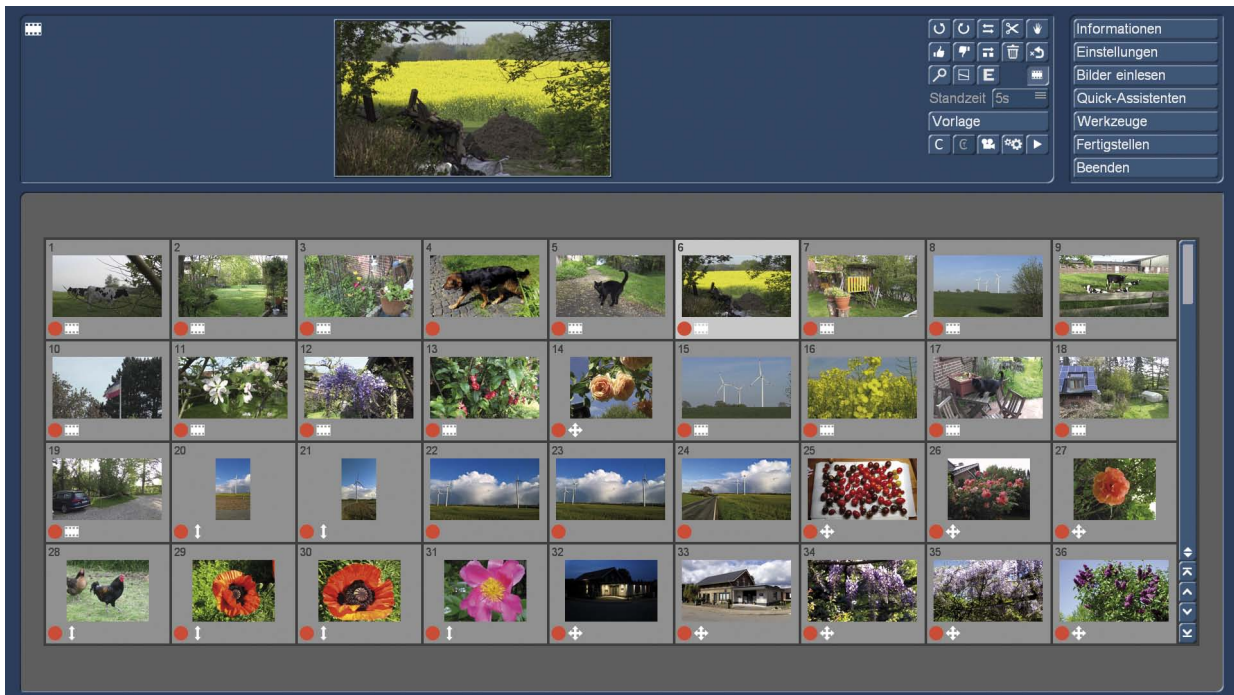 E
Standzeit 5s
Vorlage
C C
Informationen
Einstellungen
Bilder einlesen
Quick-Assistenten
Werkzeuge
Fertigstellen
Beenden
1 2 3 4 5 6 7 8 9
10 11 12 13 14 15 16 17 18
19 20 21 22 23 24 25 26 27
28 29 30 31 32 33 34 35 36